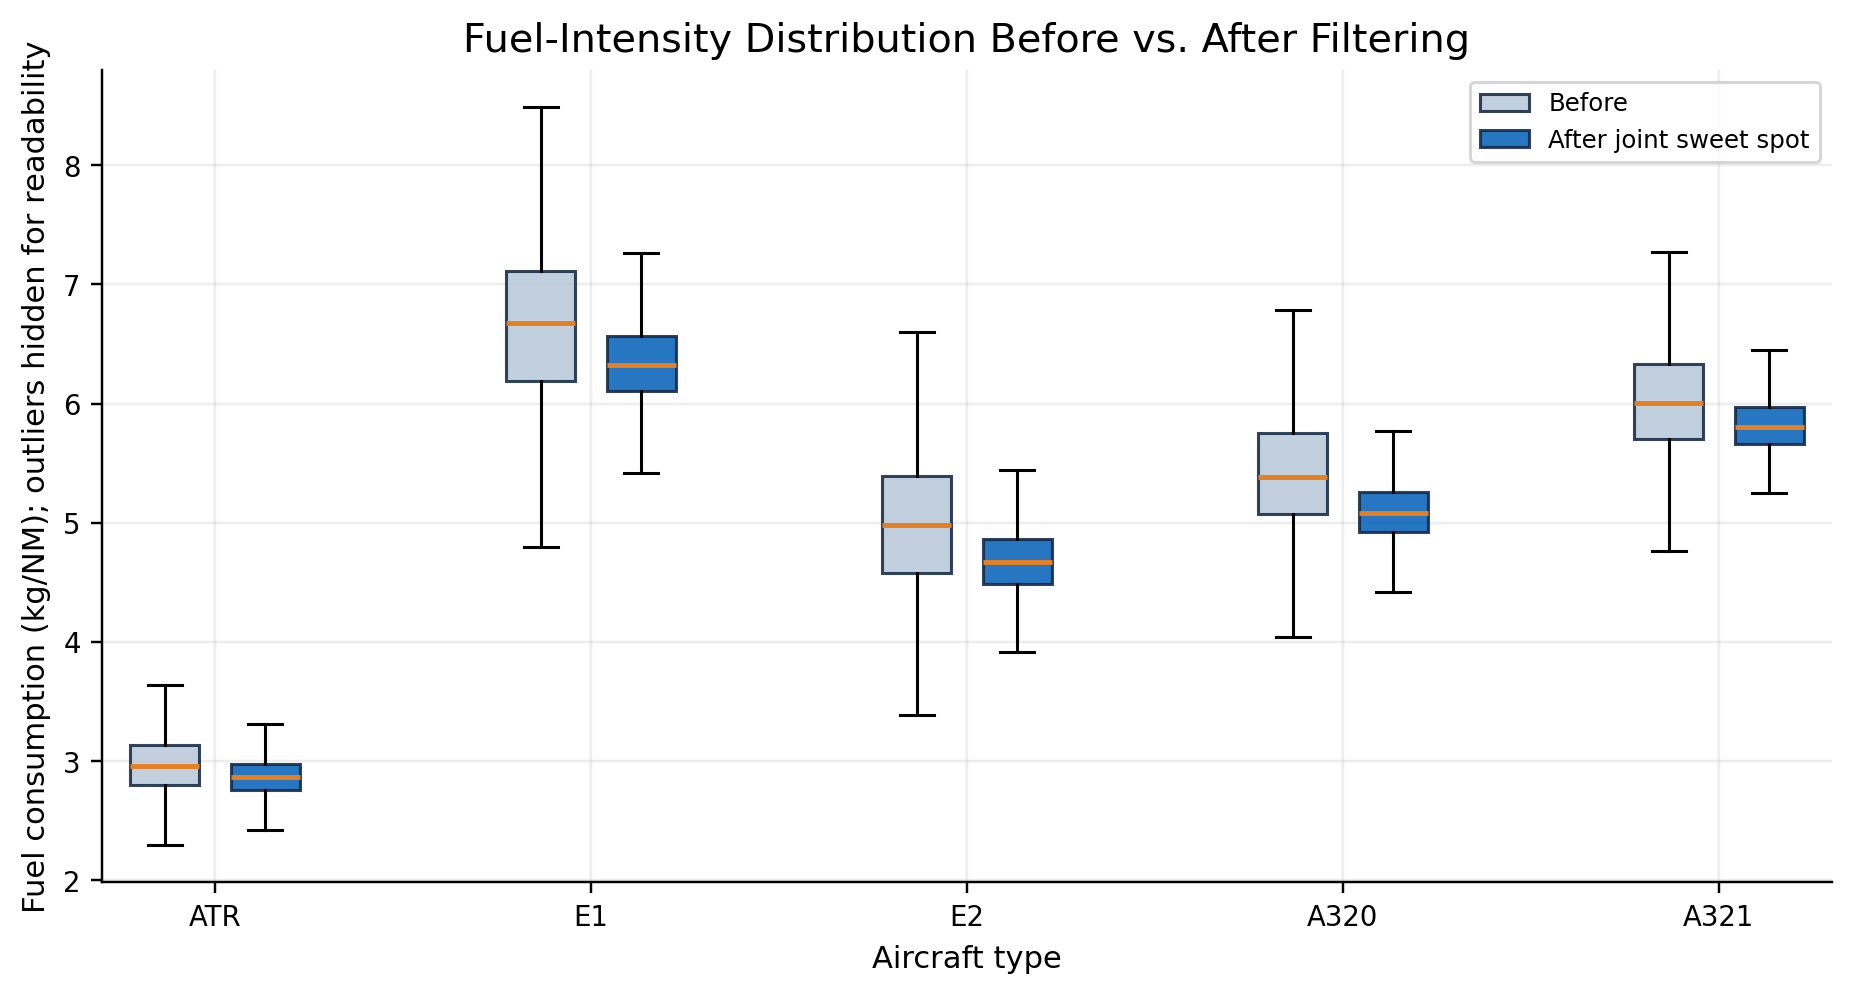 Fuel-Intensity Distribution Before vs. After Filtering
Fuel consumption (kg/NM); outliers hidden for readability
8
7
6
5
4
3
2
Before
After joint sweet spot
ATR
E1
E2
A320
A321
Aircraft type